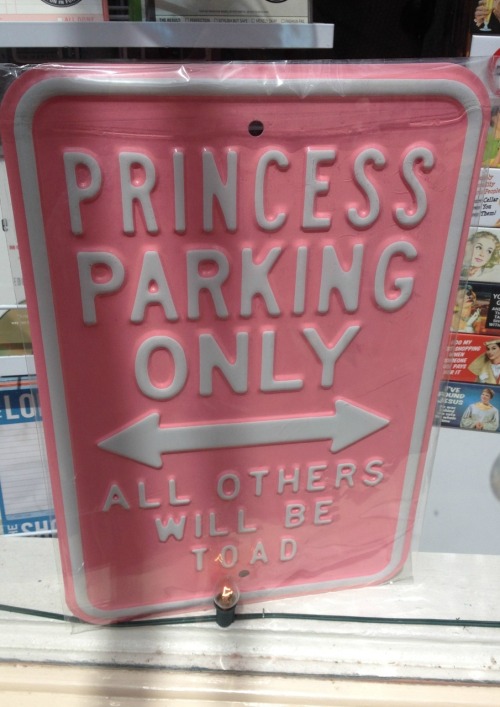 PRINCESS
PARKING
ONLY
ALL OTHERS
WILL BE
TOAD